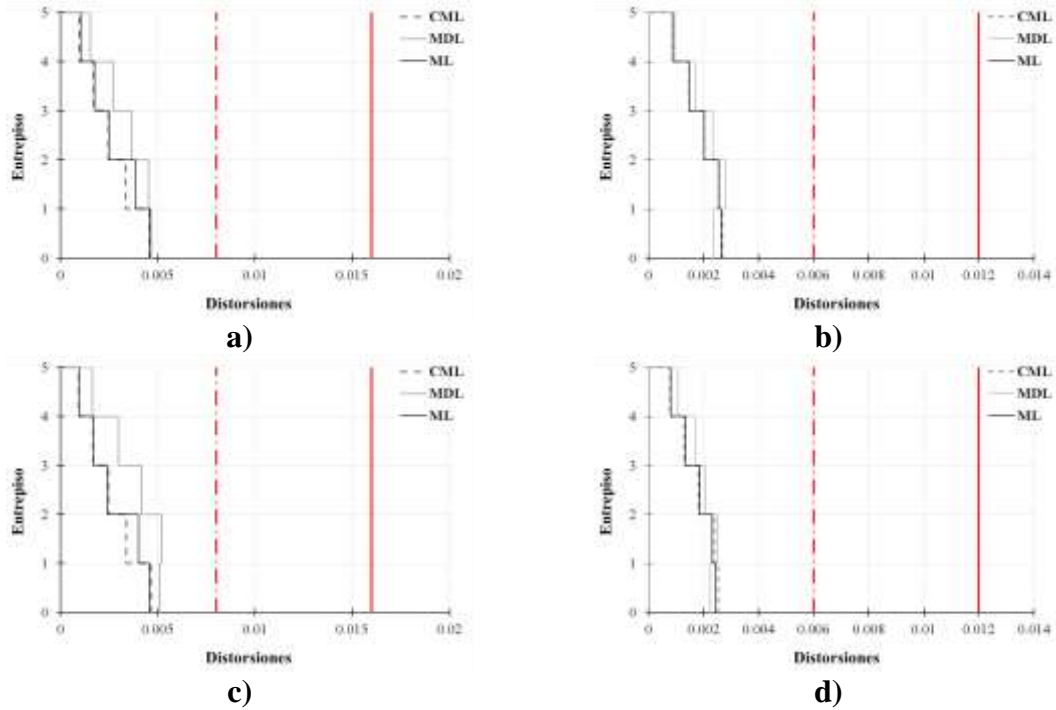 CML
MDL
ML
5
4
3
2
1
0
Entrepiso
0
0.005
0.01
0.015
0.02
Distorsiones
a)
CML
MDL
ML
5
4
3
2
1
0
Entrepiso
0
0.002
0.004
0.006
0.008
0.01
0.012
0.014
Distorsiones
b)
CML
MDL
ML
5
4
3
2
1
0
Entrepiso
0
0.005
0.01
0.015
0.02
Distorsiones
c)
CML
MDL
ML
5
4
3
2
1
0
Entrepiso
0
0.002
0.004
0.006
0.008
0.01
0.012
0.014
Distorsiones
d)